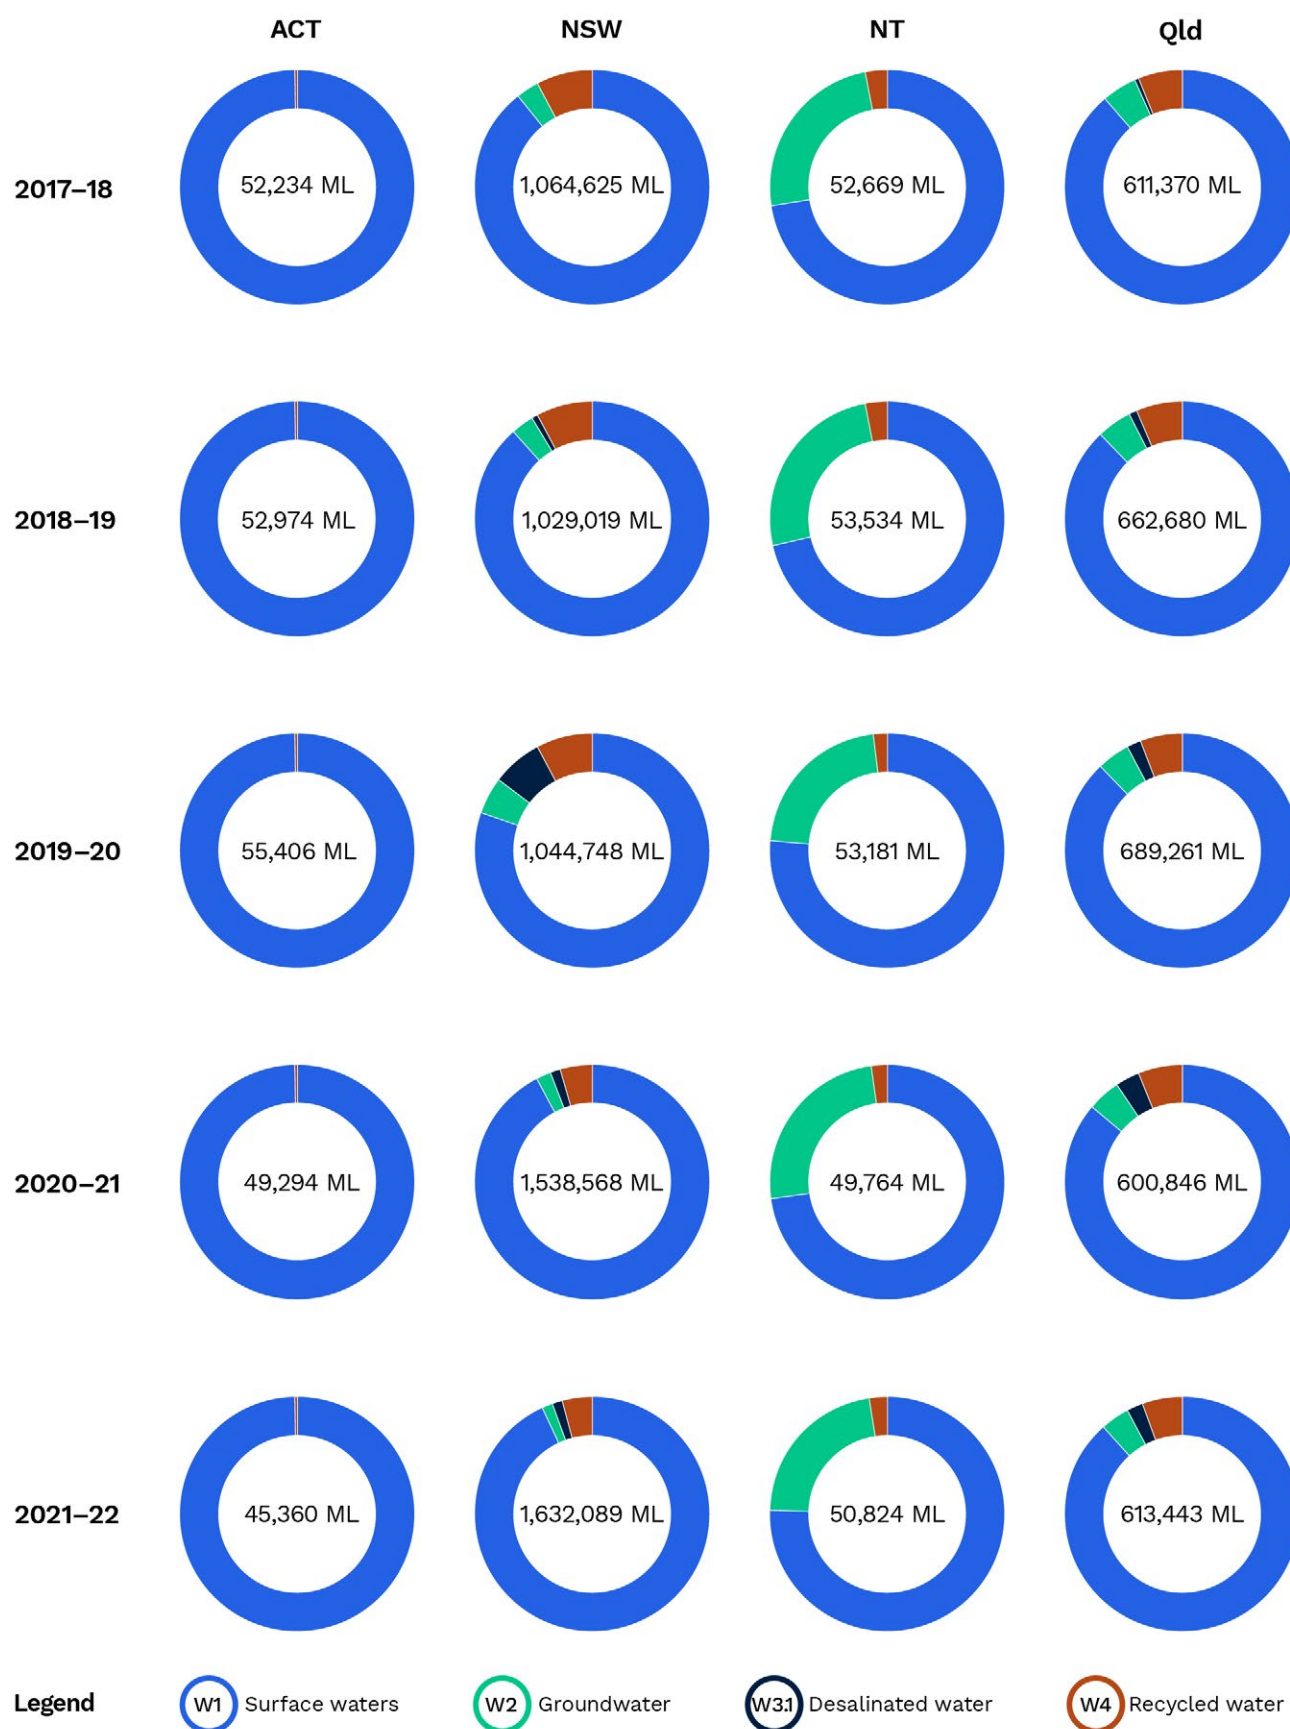 ACT NSW NT Qld
2017–18 52,234 ML 1,064,625 ML 52,669 ML 611,370 ML
2018–19 52,974 ML 1,029,019 ML 53,534 ML 662,680 ML
2019–20 55,406 ML 1,044,748 ML 53,181 ML 689,261 ML
2020–21 49,294 ML 1,538,568 ML 49,764 ML 600,846 ML
2021–22 45,360 ML 1,632,089 ML 50,824 ML 613,443 ML
Legend W1 Surface waters W2 Groundwater W3.1 Desalinated water W4 Recycled water